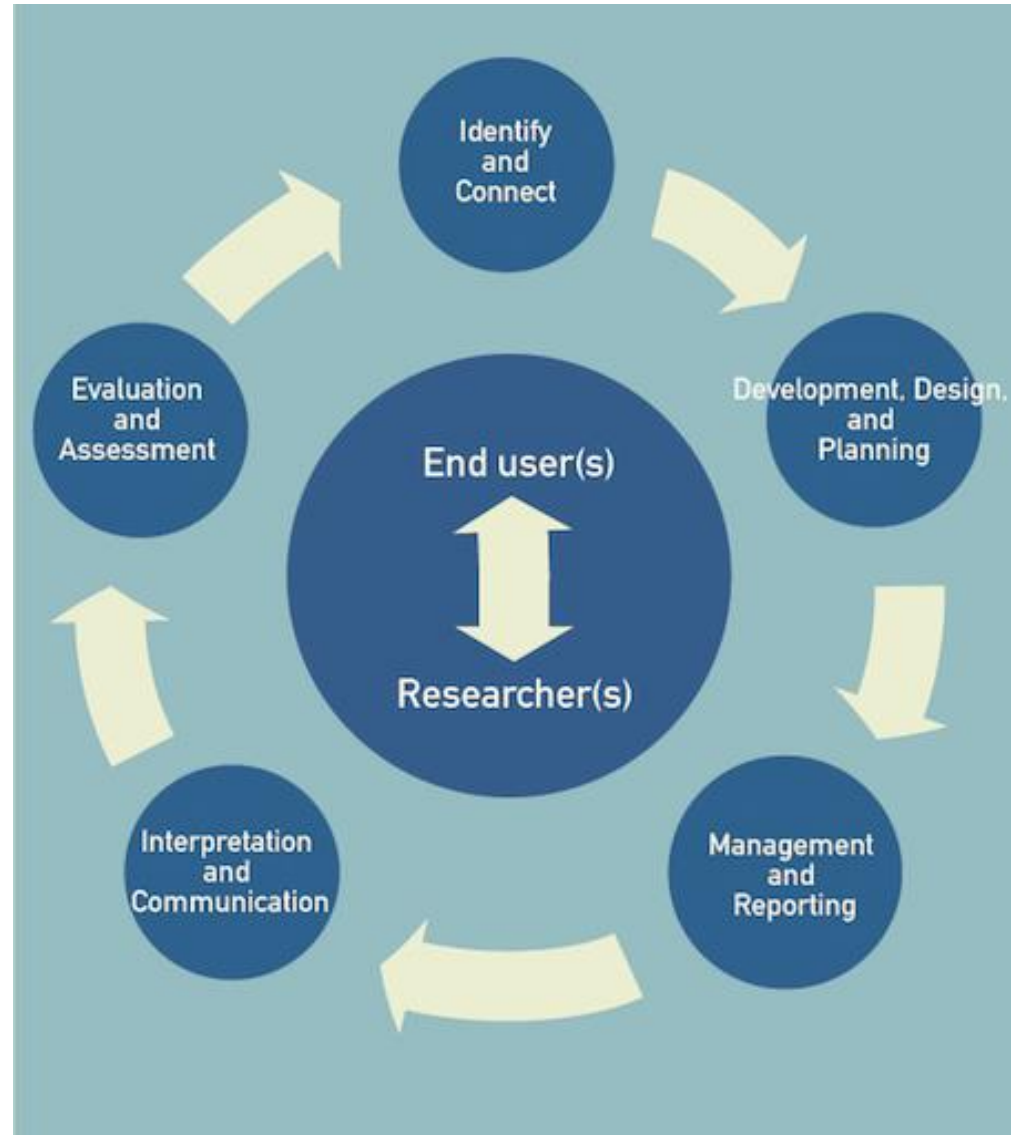 Identify
and
Connect
Development, Design,
and
Planning
Management
and
Reporting
Interpretation
and
Communication
Evaluation
and
Assessment
End user(s)
Researcher(s)